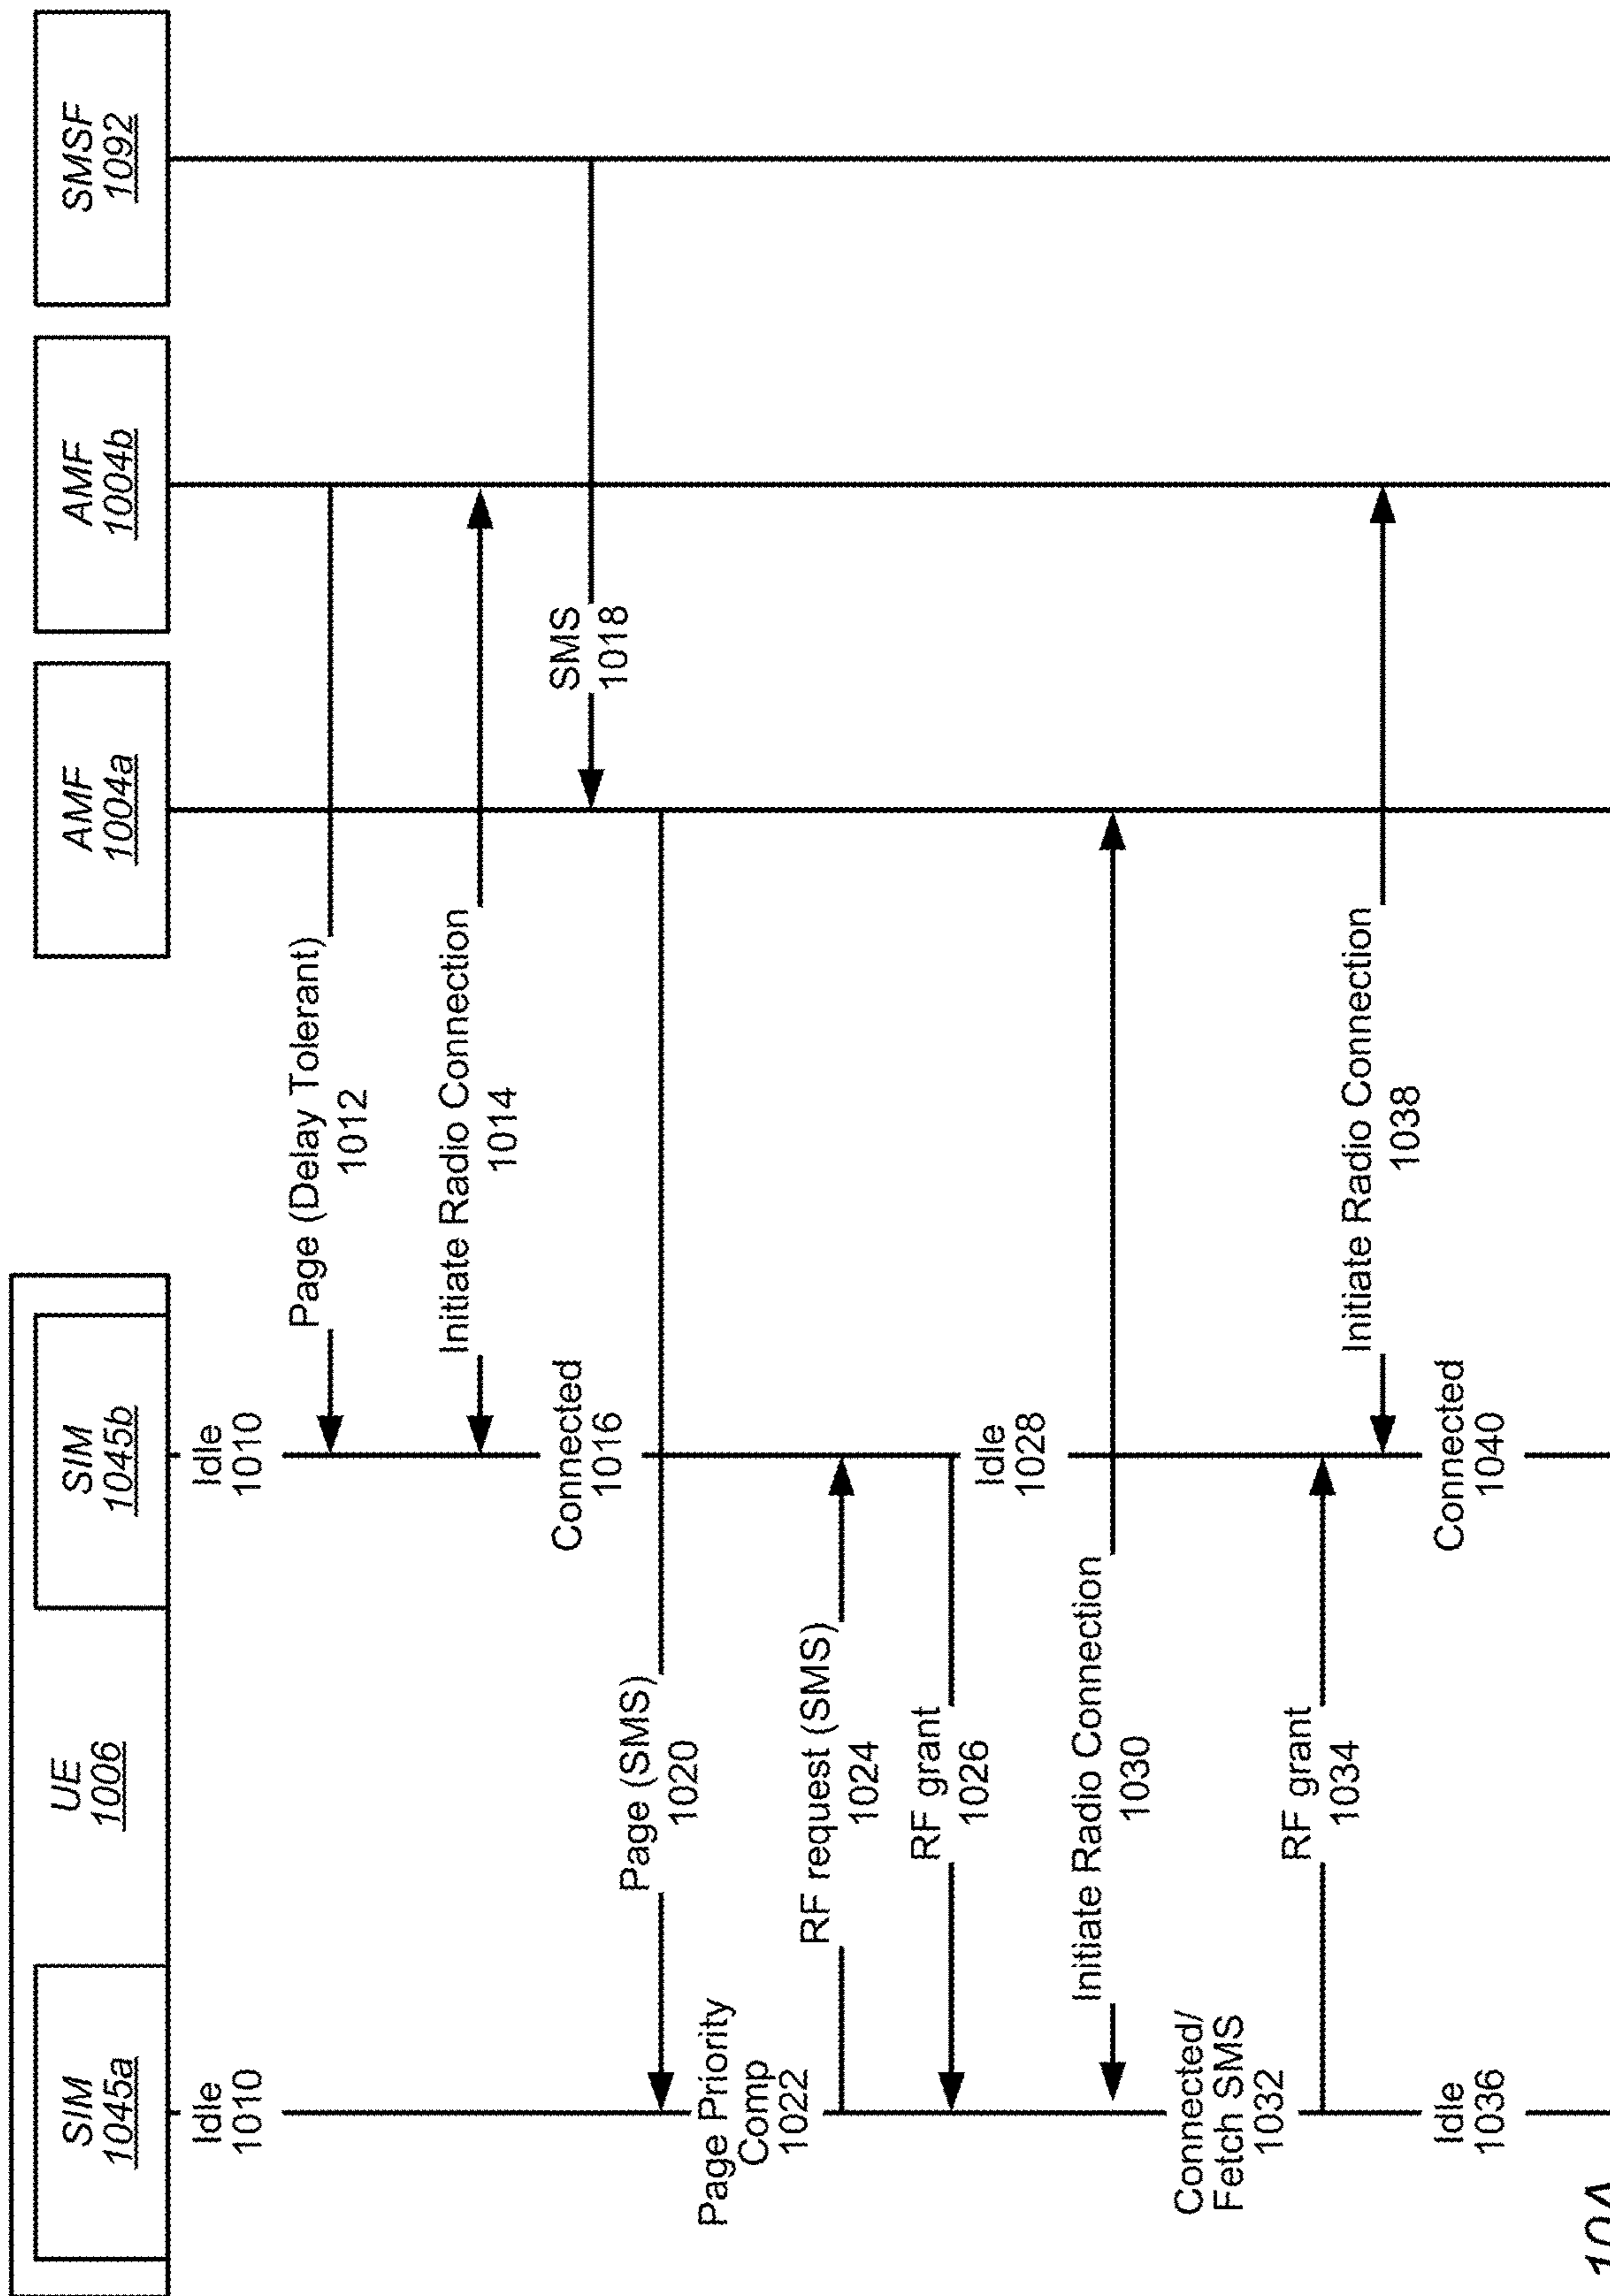 UE
1006
SIM
1045a
SIM
1045b
AMF
1004a
AMF
1004b
SMSF
1092
Idle
1010
Idle
1010
Page (Delay Tolerant)
1012
Initiate Radio Connection
1014
Connected
1016
SMS
1018
Page (SMS)
1020
Page Priority
Comp
1022
RF request (SMS)
1024
RF grant
1026
Idle
1028
Initiate Radio Connection
1030
Connected/
Fetch SMS
1032
RF grant
1034
Idle
1036
Initiate Radio Connection
1038
Connected
1040
10A